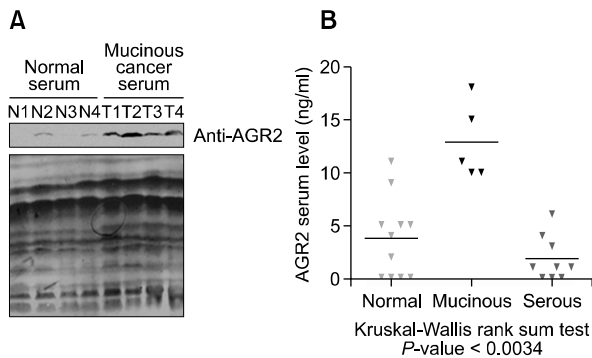 A
Normal
serum
Mucinous
cancer
serum
N1 N2 N3 N4 T1 T2 T3 T4
Anti-AGR2
B
AGR2 serum level (ng/ml)
20
15
10
5
0
Normal Mucinous Serous
Kruskal-Wallis rank sum test
P-value < 0.0034